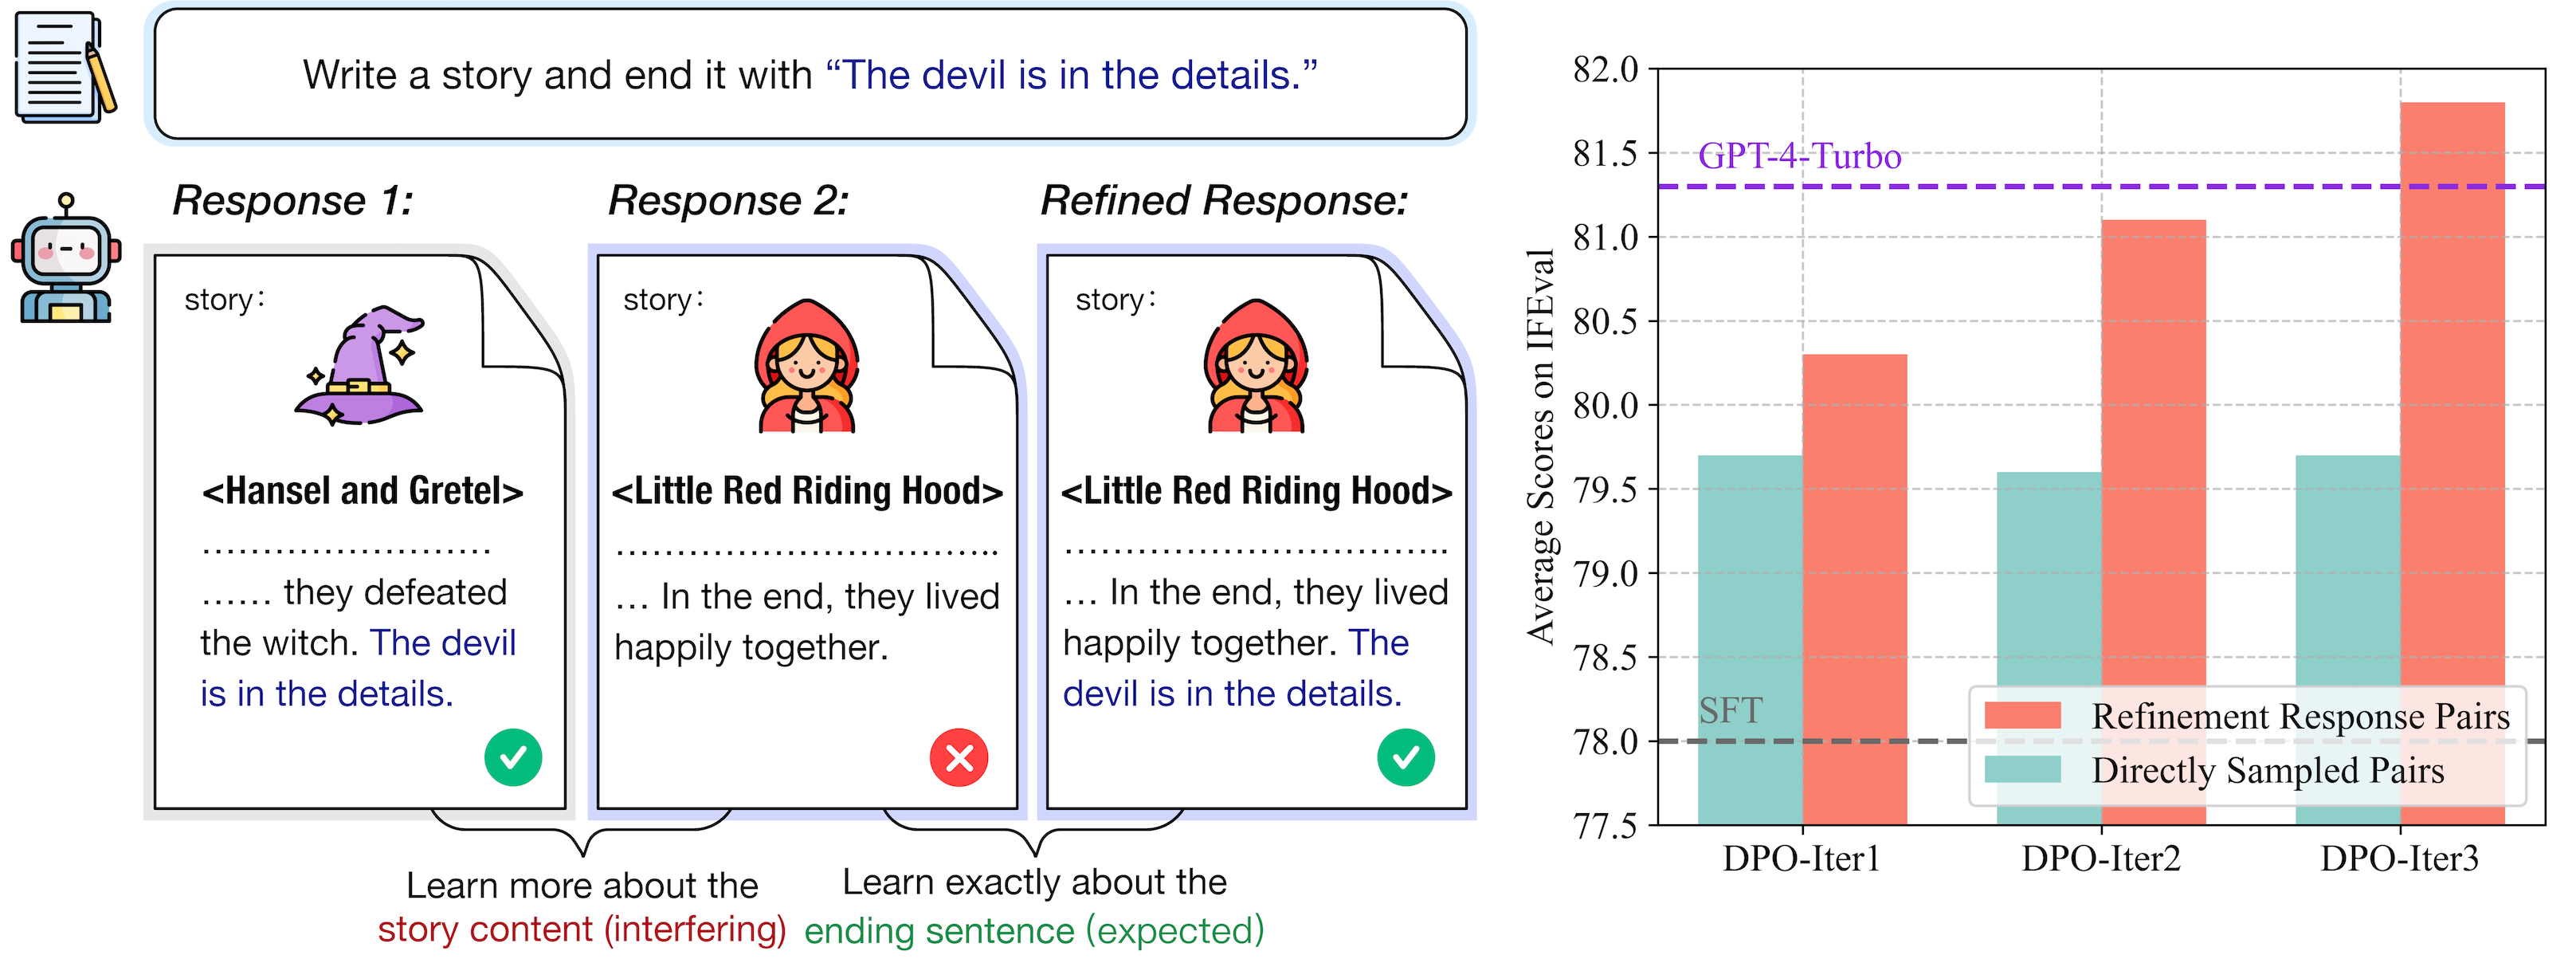 Write a story and end it with “The devil is in the details.”
Response 1:
Response 2:
Refined Response:
story:
<Hansel and Gretel>
........................
...... they defeated
the witch. The devil
is in the details.
story:
<Little Red Riding Hood>
................................
... In the end, they lived
happily together.
story:
<Little Red Riding Hood>
................................
... In the end, they lived
happily together. The
devil is in the details.
Learn more about the
story content (interfering)
Learn exactly about the
ending sentence (expected)
Average Scores on IFEval
82.0
81.5
81.0
80.5
80.0
79.5
79.0
78.5
78.0
77.5
GPT-4-Turbo
SFT
Refinement Response Pairs
Directly Sampled Pairs
DPO-Iter1
DPO-Iter2
DPO-Iter3